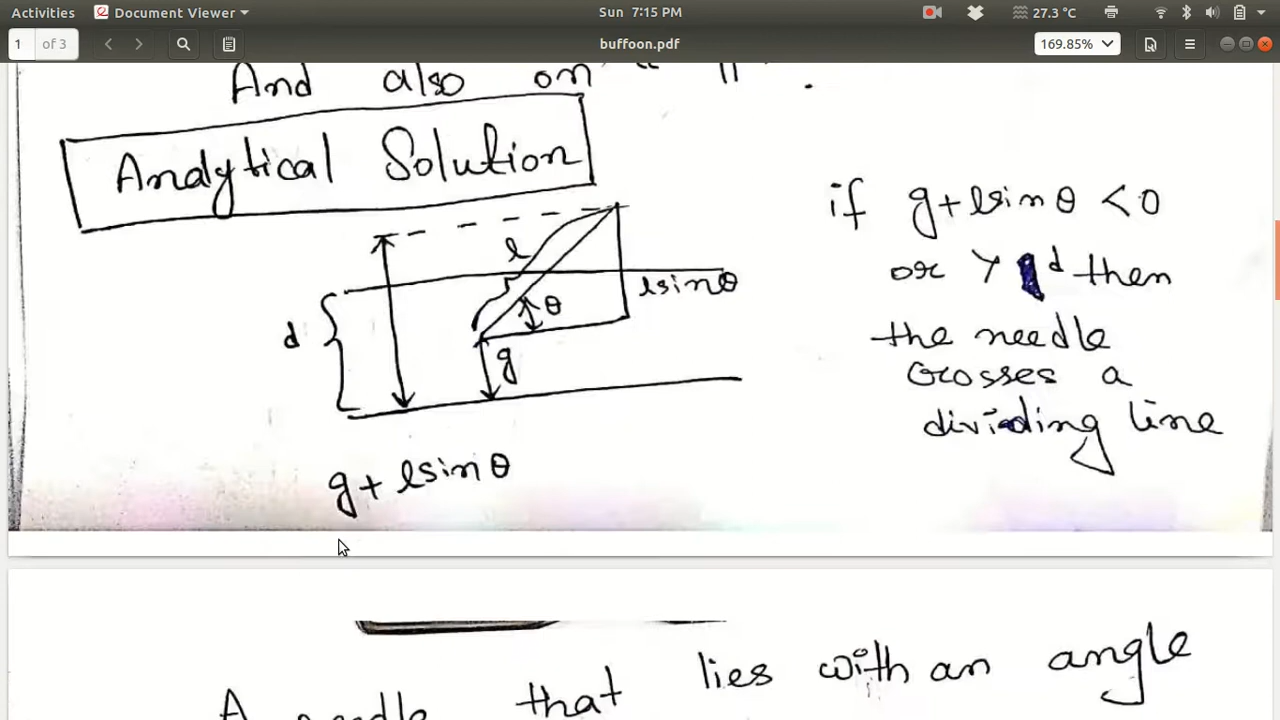 Activities Document Viewer Sun 7:15 PM 27.3 °C
1 of 3 buffoon.pdf 169.85%
And also on " " .
Analytical Solution
l
lsinθ
θ
d
g
g + lsinθ
if g + lsinθ < 0
or > d then
the needle
crosses a
dividing line
A needle that lies with an angle